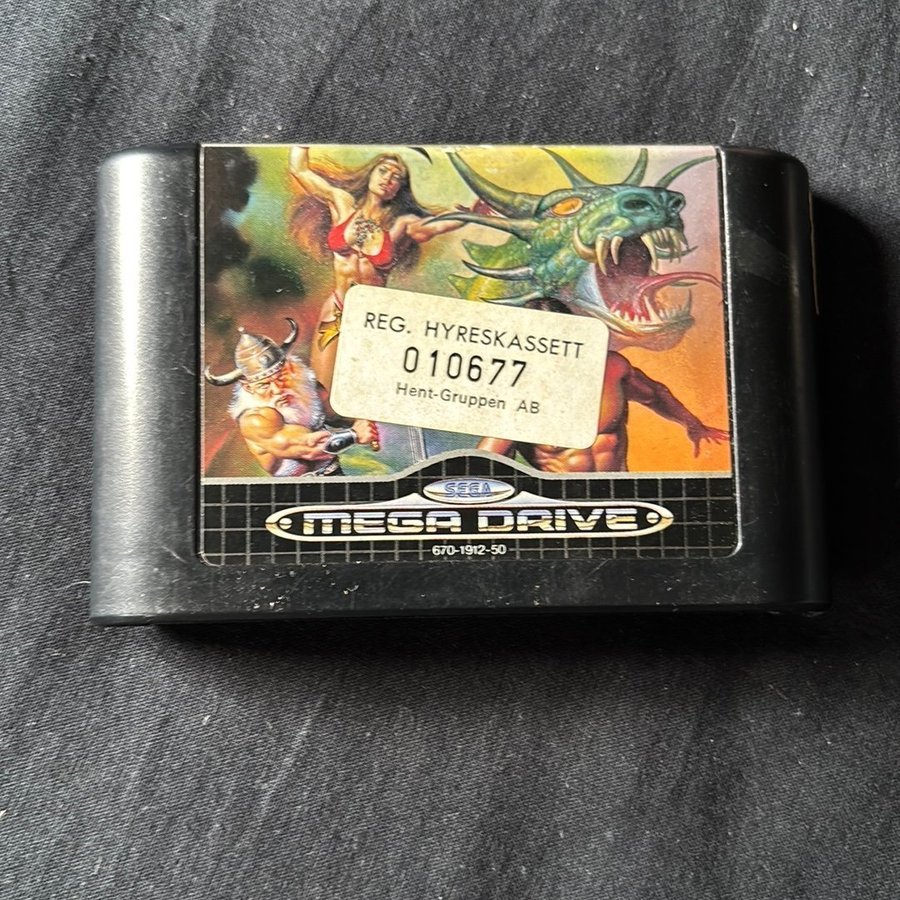 REG. HYRESKASSETT
010677
Hent-Gruppen AB
SEGA
MEGA DRIVE
670-1912-50